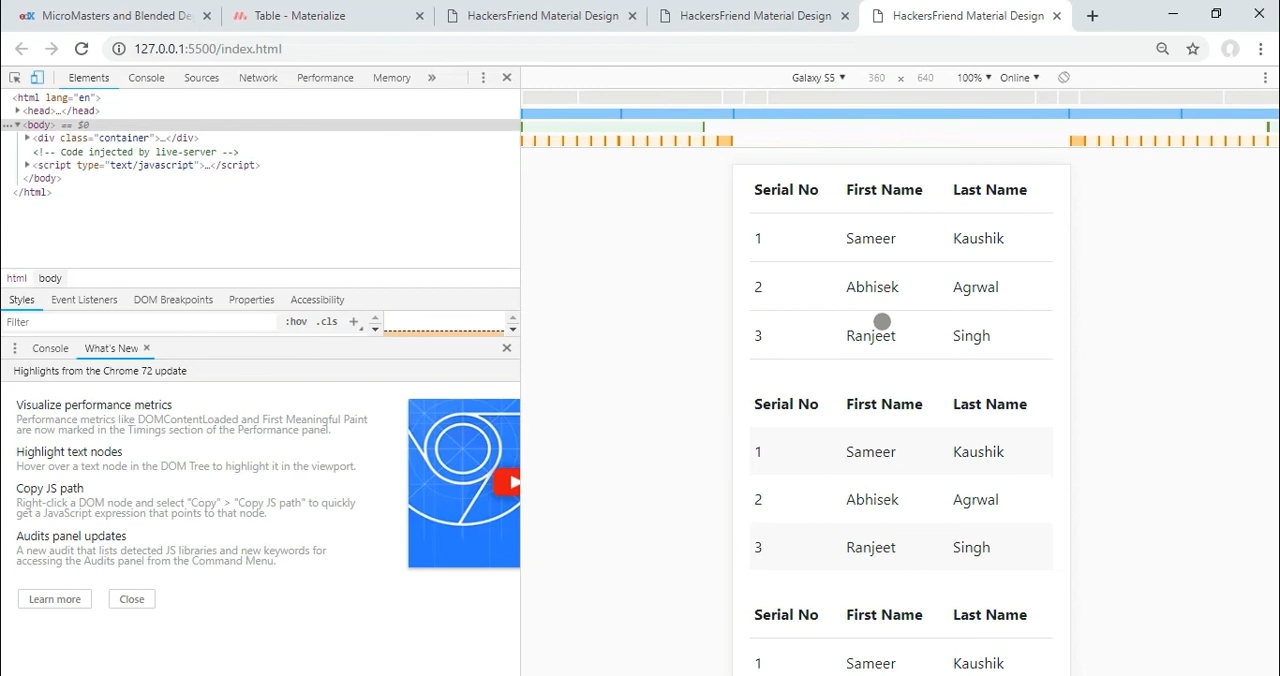 MicroMasters and Blended De
Table - Materialize
HackersFriend Material Design
HackersFriend Material Design
HackersFriend Material Design
127.0.0.1:5500/index.html
Elements Console Sources Network Performance Memory »
Galaxy S5 ▼ 360 x 640 100% ▼ Online ▼
<html lang="en">
<head>…</head>
<body> == $0
<div class="container">…</div>
<!-- Code injected by live-server -->
<script type="text/javascript">…</script>
</body>
</html>
html body
Styles Event Listeners DOM Breakpoints Properties Accessibility
Filter :hov .cls +
Console What's New
Highlights from the Chrome 72 update
Visualize performance metrics
Performance metrics like DOMContentLoaded and First Meaningful Paint
are now marked in the Timings section of the Performance panel.
Highlight text nodes
Hover over a text node in the DOM Tree to highlight it in the viewport.
Copy JS path
Right-click a DOM node and select "Copy" > "Copy JS path" to quickly
get a JavaScript expression that points to that node.
Audits panel updates
A new audit that lists detected JS libraries and new keywords for
accessing the Audits panel from the Command Menu.
Learn more Close
Serial No First Name Last Name
1 Sameer Kaushik
2 Abhisek Agrwal
3 Ranjeet Singh
Serial No First Name Last Name
1 Sameer Kaushik
2 Abhisek Agrwal
3 Ranjeet Singh
Serial No First Name Last Name
1 Sameer Kaushik